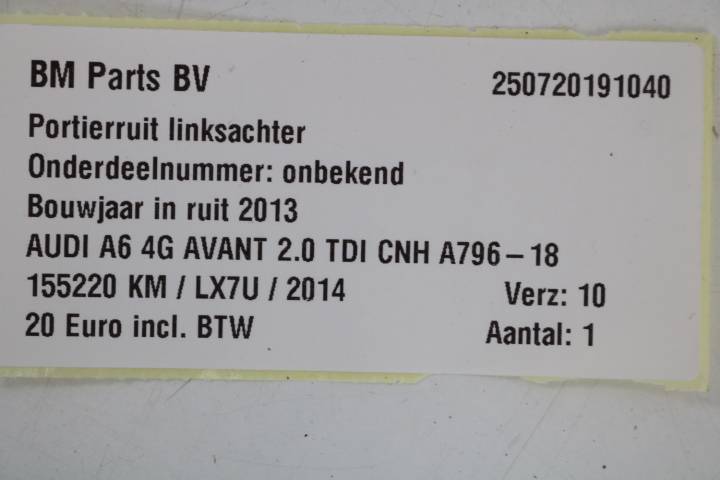 BM Parts BV 250720191040
Portierruit linksachter
Onderdeelnummer: onbekend
Bouwjaar in ruit 2013
AUDI A6 4G AVANT 2.0 TDI CNH A796-18
155220 KM / LX7U / 2014 Verz: 10
20 Euro incl. BTW Aantal: 1